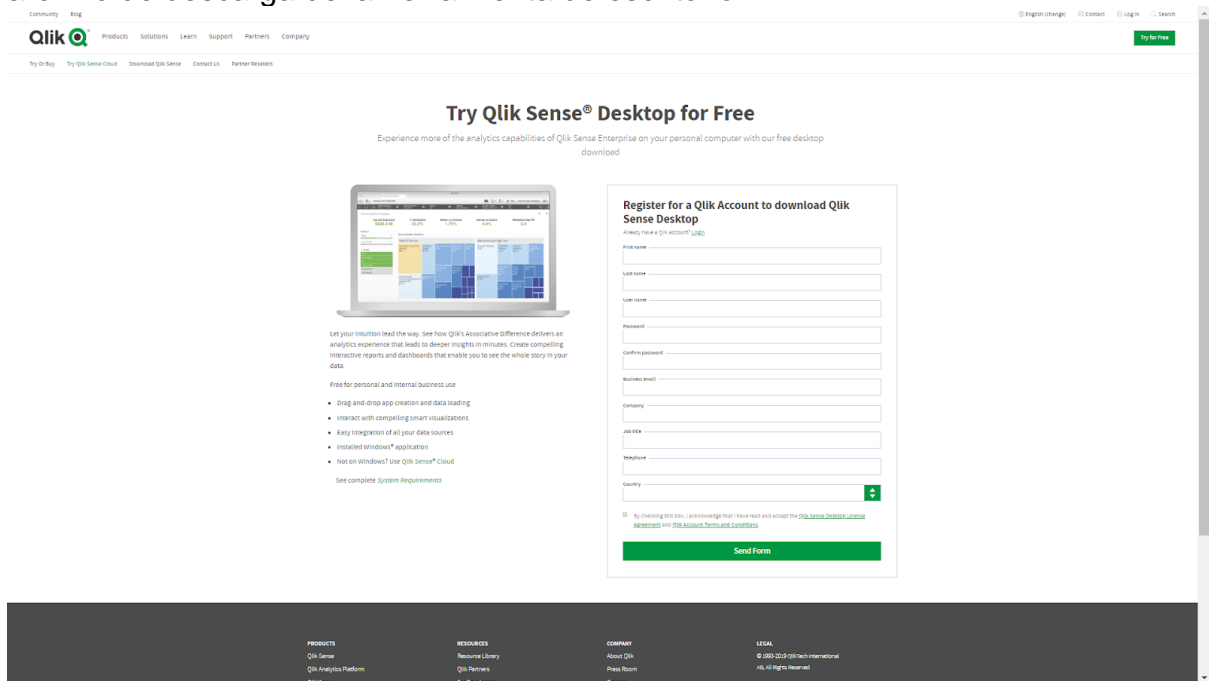 Community Blog English (change) Contact Log In Search
Qlik Products Solutions Learn Support Partners Company Try for Free
Try Or Buy Try Qlik Sense Cloud Download Qlik Sense Contact Us Partner Resellers
Try Qlik Sense® Desktop for Free
Experience more of the analytics capabilities of Qlik Sense Enterprise on your personal computer with our free desktop
download
Let your intuition lead the way. See how Qlik's Associative Difference delivers an
analytics experience that leads to deeper insights in minutes. Create compelling
interactive reports and dashboards that enable you to see the whole story in your
data.
Free for personal and internal business use
• Drag-and-drop app creation and data loading
• Interact with compelling smart visualizations
• Easy integration of all your data sources
• Installed Windows® application
• Not on Windows? Use Qlik Sense® Cloud
See complete System Requirements
Register for a Qlik Account to download Qlik
Sense Desktop
Already have a Qlik account? Login
First name
Last name
User name
Password
Confirm password
Business email
Company
Job title
Telephone
Country
By checking this box, I acknowledge that I have read and accept the Qlik Sense Desktop License
Agreement and Qlik Account Terms and Conditions.
Send Form
PRODUCTS RESOURCES COMPANY LEGAL
Qlik Sense Resource Library About Qlik © 1993-2019 QlikTech International
Qlik Analytics Platform Qlik Partners Press Room AB, All Rights Reserved